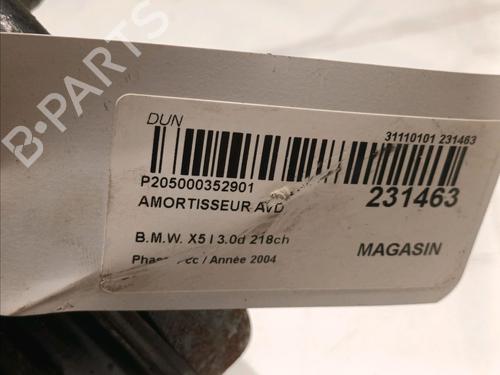 B-PARTS
DUN
31110101 231463
P205000352901
231463
AMORTISSEUR AVD
B.M.W. X5 I 3.0d 218ch
MAGASIN
/ Année 2004